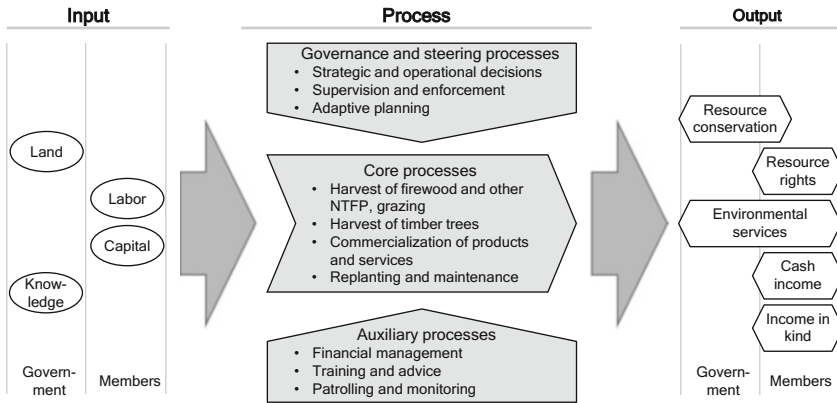 Input
Process
Output
Land
Labor
Capital
Know-
ledge
Govern-
ment
Members
Governance and steering processes
• Strategic and operational decisions
• Supervision and enforcement
• Adaptive planning
Core processes
• Harvest of firewood and other
NTFP, grazing
• Harvest of timber trees
• Commercialization of products
and services
• Replanting and maintenance
Auxiliary processes
• Financial management
• Training and advice
• Patrolling and monitoring
Resource
conservation
Resource
rights
Environmental
services
Cash
income
Income in
kind
Govern-
ment
Members